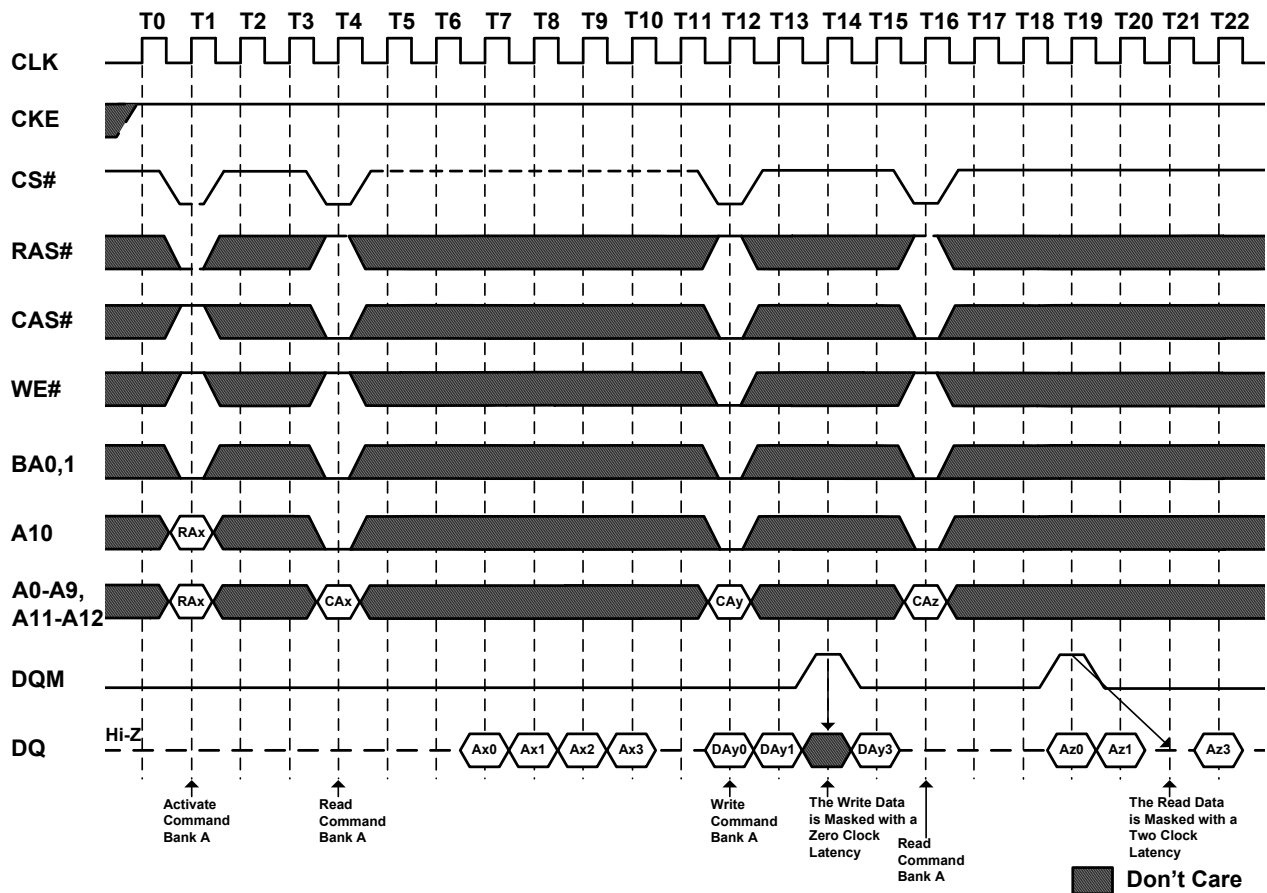 T0 T1 T2 T3 T4 T5 T6 T7 T8 T9 T10 T11 T12 T13 T14 T15 T16 T17 T18 T19 T20 T21 T22
CLK
CKE
CS#
RAS#
CAS#
WE#
BA0,1
A10
RAx
A0-A9,
A11-A12
RAx CAx CAy CAz
DQM
DQ
Hi-Z
Ax0 Ax1 Ax2 Ax3 DAy0 DAy1 DAy3 Az0 Az1 Az3
Activate
Command
Bank A
Read
Command
Bank A
Write
Command
Bank A
The Write Data
is Masked with a
Zero Clock
Latency
Read
Command
Bank A
The Read Data
is Masked with a
Two Clock
Latency
Don't Care